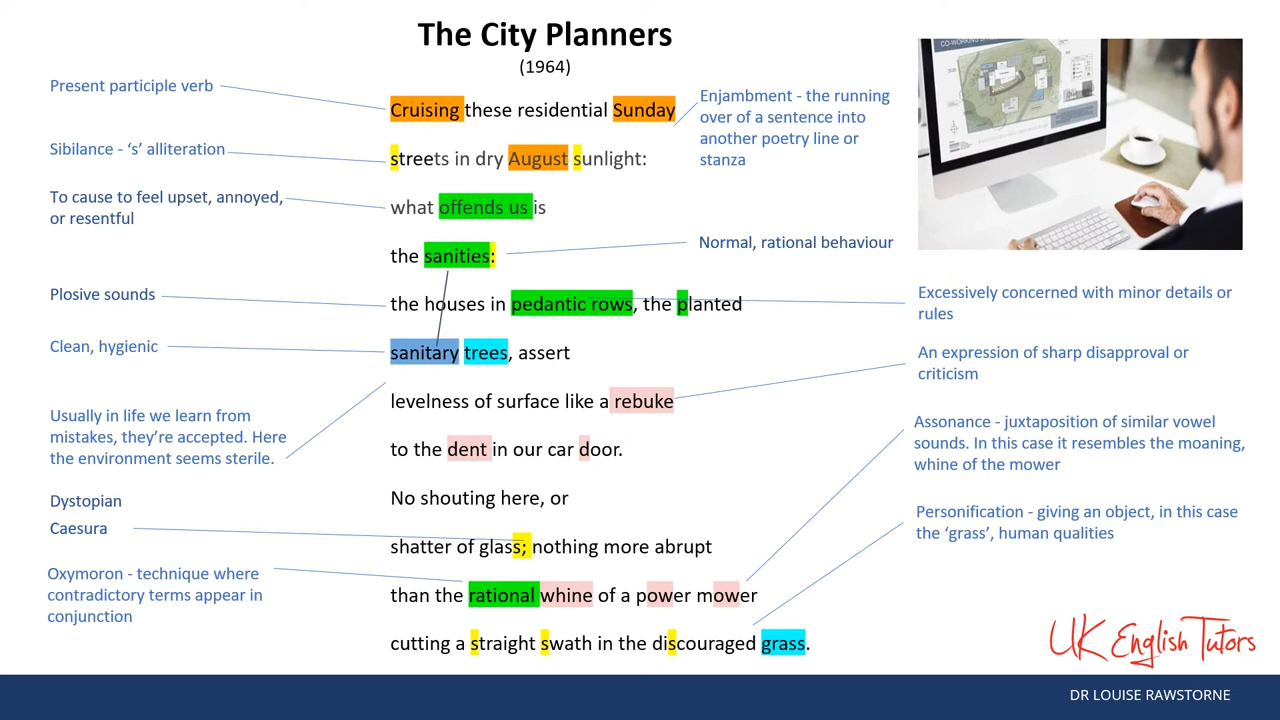 The City Planners
(1964)
Present participle verb
Cruising these residential Sunday
Enjambment - the running
over of a sentence into
another poetry line or
stanza
CO-WORKING
Sibilance - ‘s’ alliteration
streets in dry August sunlight:
To cause to feel upset, annoyed,
or resentful
what offends us is
the sanities:
Normal, rational behaviour
Plosive sounds
the houses in pedantic rows, the planted
Excessively concerned with minor details or
rules
Clean, hygienic
sanitary trees, assert
An expression of sharp disapproval or
criticism
levelness of surface like a rebuke
Usually in life we learn from
mistakes, they’re accepted. Here
the environment seems sterile.
to the dent in our car door.
Assonance - juxtaposition of similar vowel
sounds. In this case it resembles the moaning,
whine of the mower
Dystopian
No shouting here, or
Caesura
shatter of glass; nothing more abrupt
Personification - giving an object, in this case
the ‘grass’, human qualities
Oxymoron - technique where
contradictory terms appear in
conjunction
than the rational whine of a power mower
cutting a straight swath in the discouraged grass.
UK English Tutors
DR LOUISE RAWSTORNE